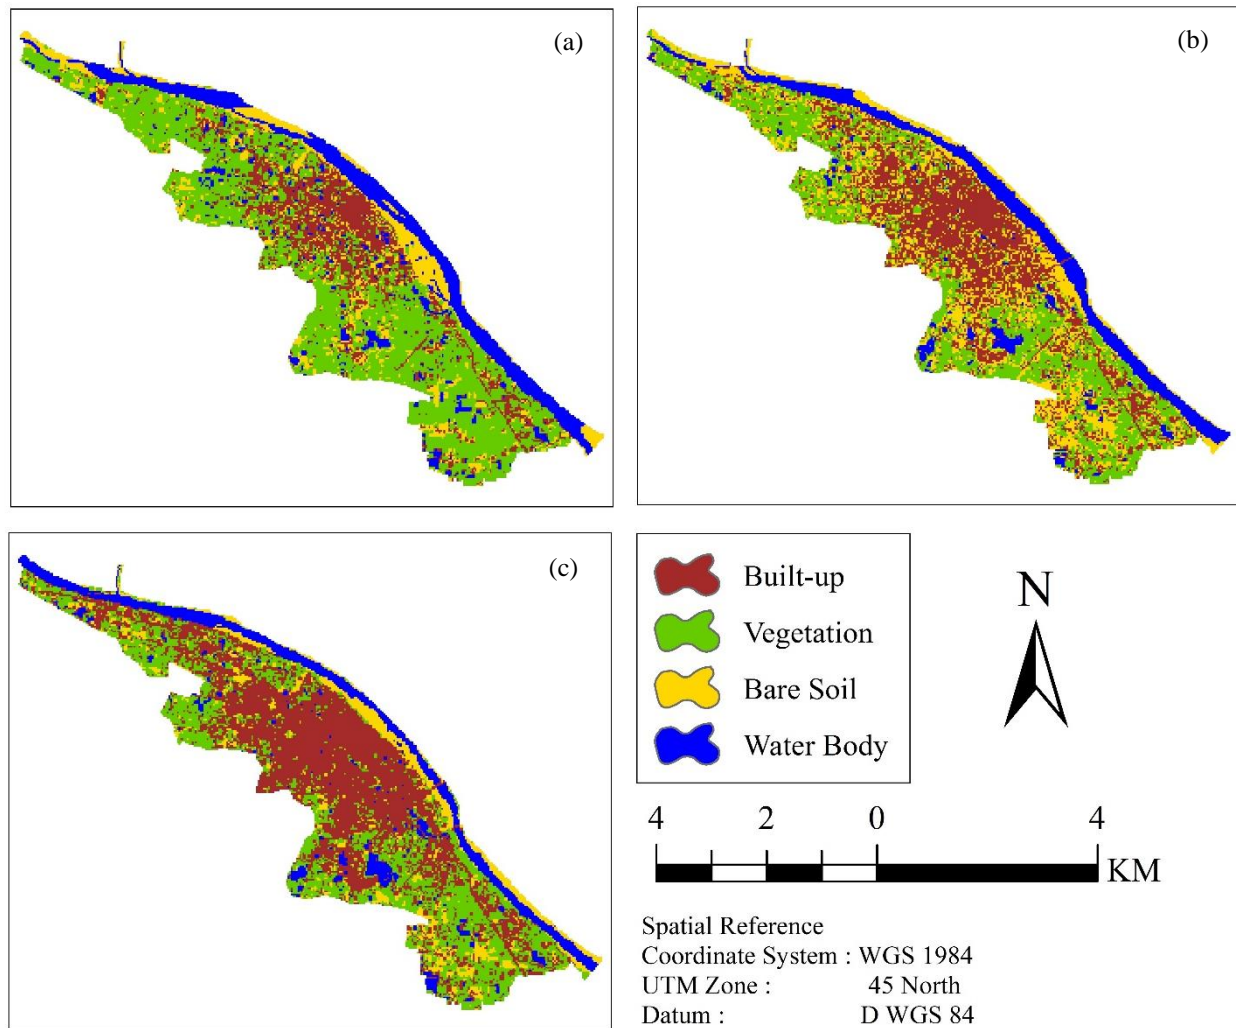 (a)
(b)
(c)
Built-up
Vegetation
Bare Soil
Water Body
N
4 2 0 4
KM
Spatial Reference
Coordinate System : WGS 1984
UTM Zone : 45 North
Datum : D WGS 84